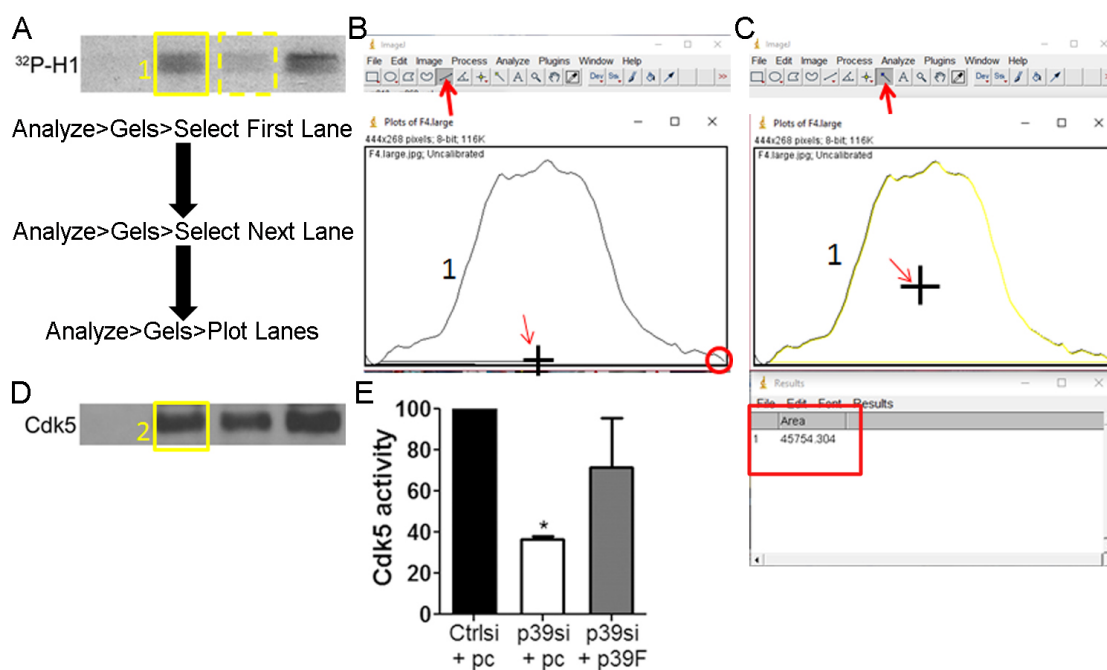 A
³²P-H1
1
Analyze>Gels>Select First Lane
Analyze>Gels>Select Next Lane
Analyze>Gels>Plot Lanes
B
ImageJ
File Edit Image Process Analyze Plugins Window Help
A Dev Stk >>
Plots of F4.large
444x268 pixels; 8-bit; 116K
F4.large.jpg; Uncalibrated
1
C
ImageJ
File Edit Image Process Analyze Plugins Window Help
A Dev Stk >>
Plots of F4.large
444x268 pixels; 8-bit; 116K
F4.large.jpg; Uncalibrated
1
Results
File Edit Font Results
Area
1 45754.304
D
Cdk5
2
E
Cdk5 activity
100
80
60
40
20
0
*
Ctrlsi + pc
p39si + pc
p39si + p39F